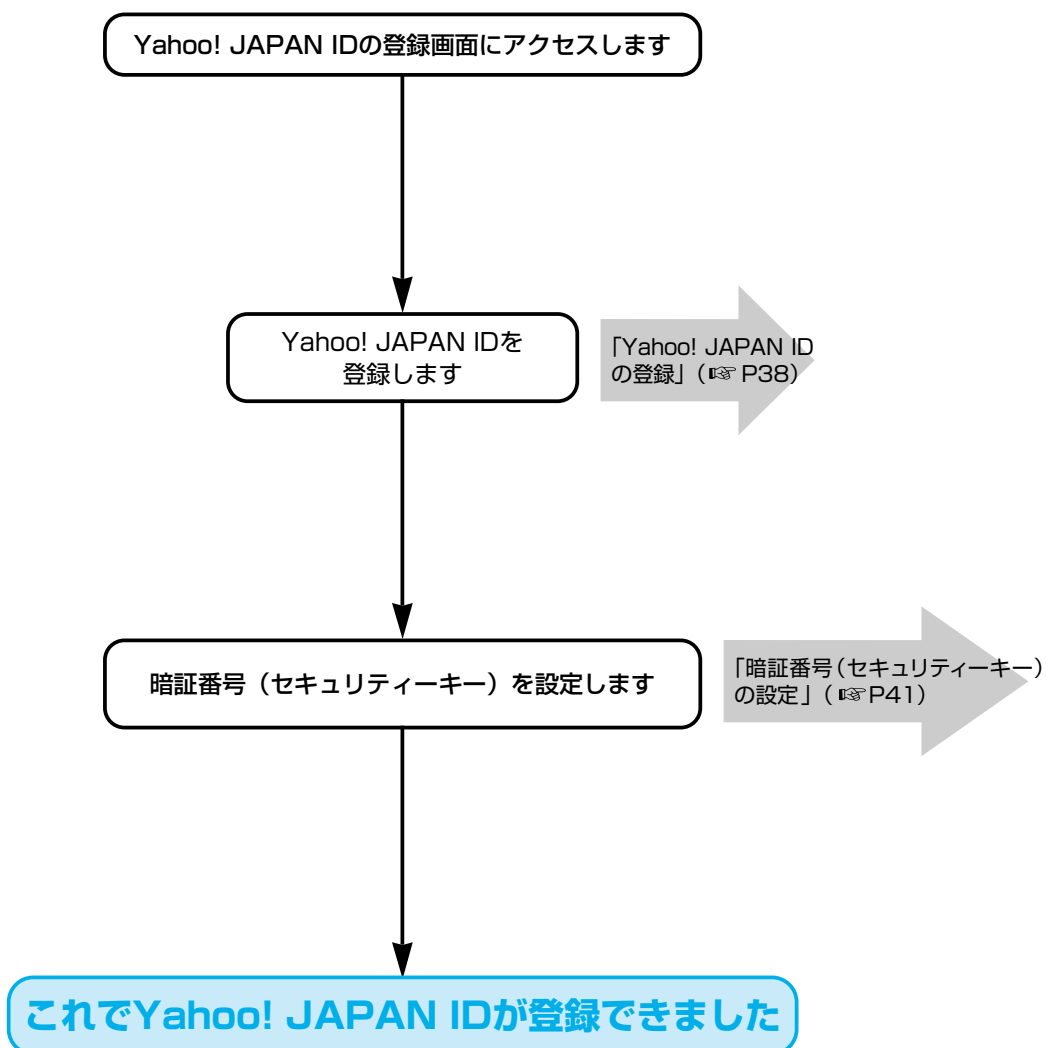 Yahoo! JAPAN IDの登録画面にアクセスします
Yahoo! JAPAN IDを
登録します
「Yahoo! JAPAN ID
の登録」(☞ P38)
暗証番号（セキュリティーキー）を設定します
「暗証番号(セキュリティーキー)
の設定」(☞P41)
これでYahoo! JAPAN IDが登録できました